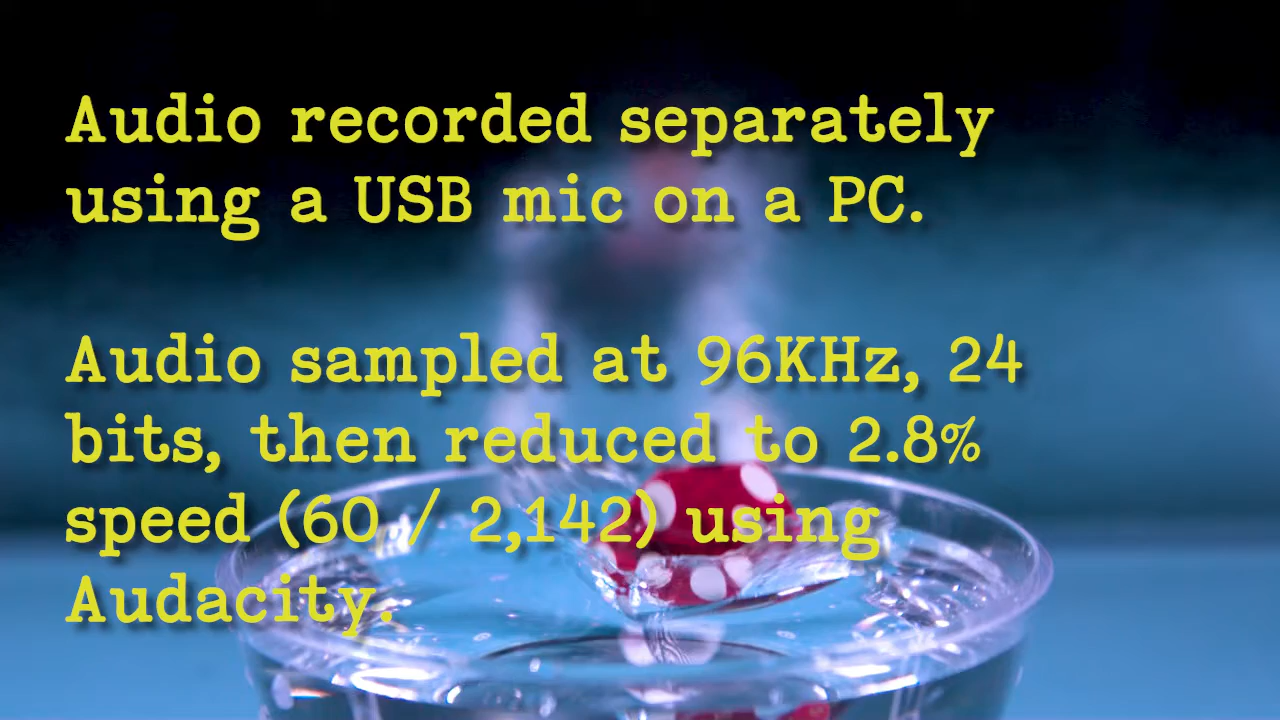 Audio recorded separately
using a USB mic on a PC.
Audio sampled at 96KHz, 24
bits, then reduced to 2.8%
speed (60 / 2,142) using
Audacity.